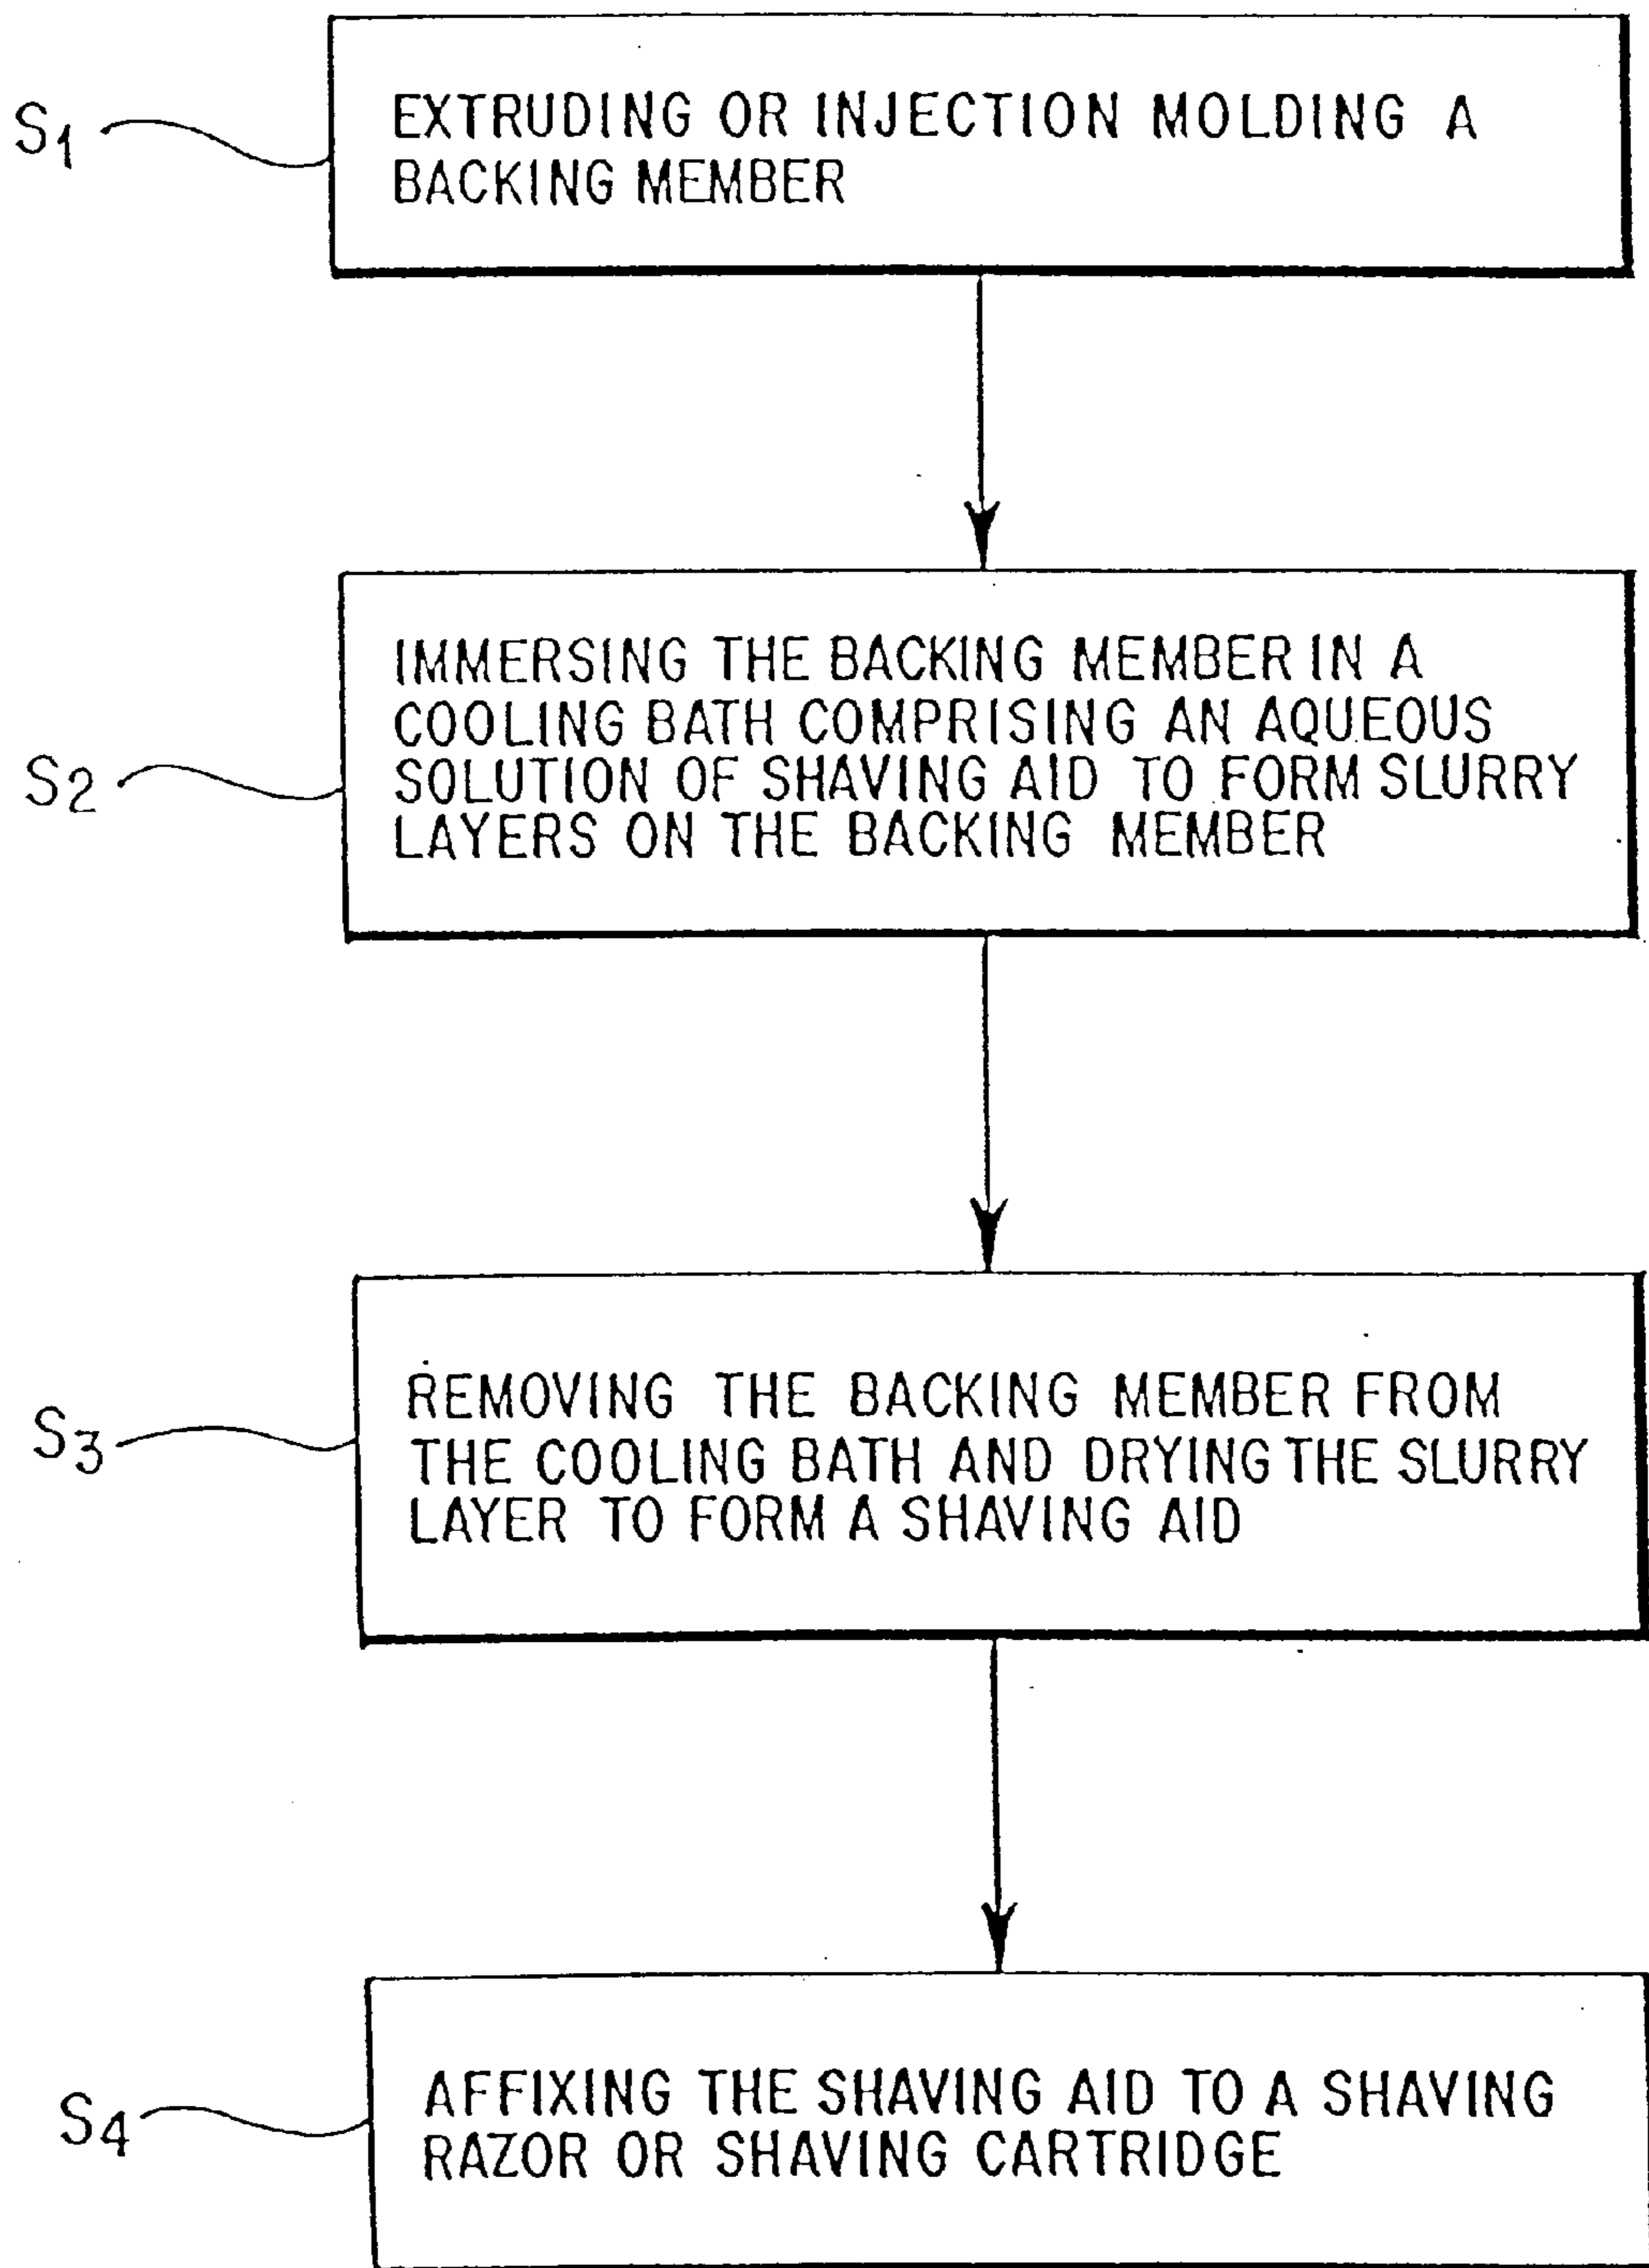 S1
EXTRUDING OR INJECTION MOLDING A
BACKING MEMBER
S2
IMMERSING THE BACKING MEMBER IN A
COOLING BATH COMPRISING AN AQUEOUS
SOLUTION OF SHAVING AID TO FORM SLURRY
LAYERS ON THE BACKING MEMBER
S3
REMOVING THE BACKING MEMBER FROM
THE COOLING BATH AND DRYING THE SLURRY
LAYER TO FORM A SHAVING AID
S4
AFFIXING THE SHAVING AID TO A SHAVING
RAZOR OR SHAVING CARTRIDGE